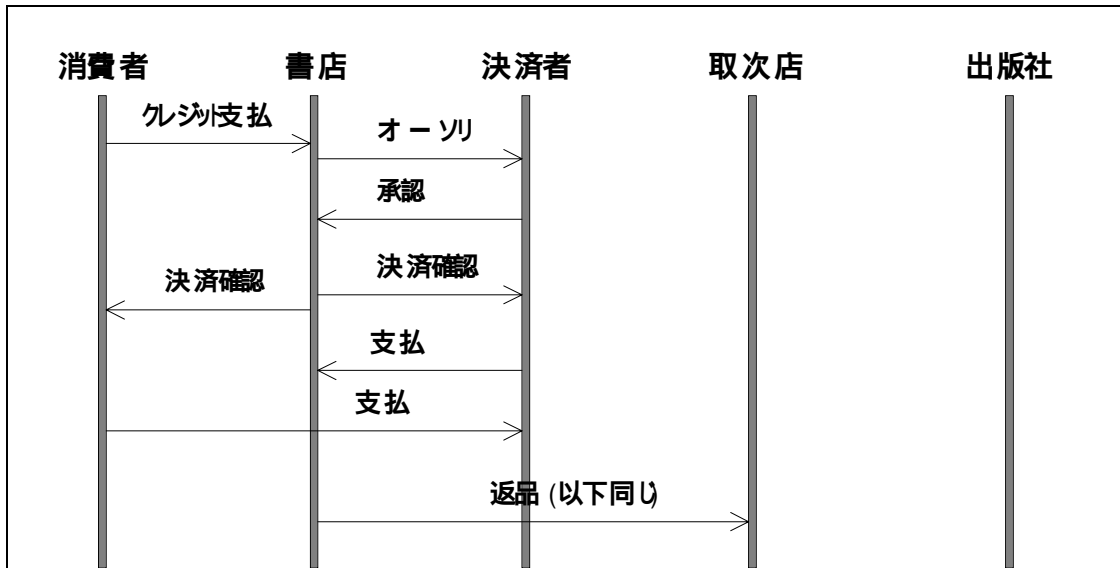 消費者 書店 決済者 取次店 出版社
クレジット支払
オーソリ
承認
決済確認
決済確認
支払
支払
返品(以下同じ)